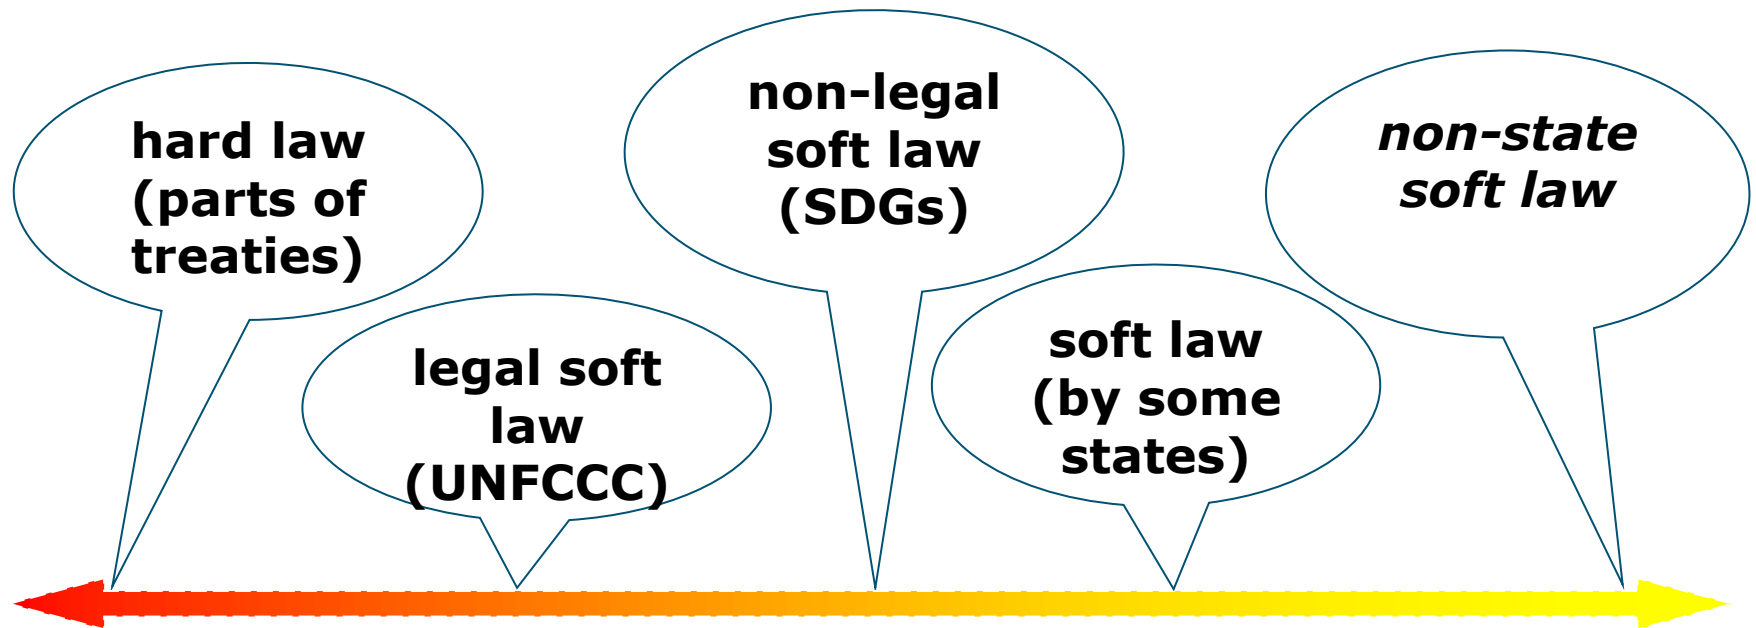 hard law
(parts of
treaties)
legal soft
law
(UNFCCC)
non-legal
soft law
(SDGs)
soft law
(by some
states)
non-state
soft law